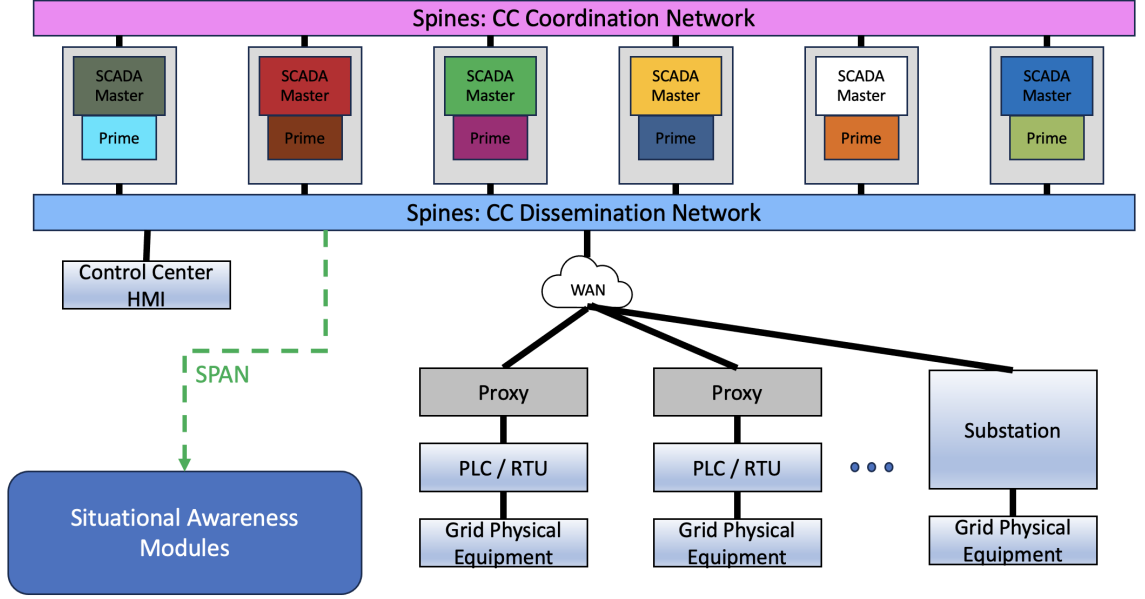 Spines: CC Coordination Network
SCADA
Master
Prime
SCADA
Master
Prime
SCADA
Master
Prime
SCADA
Master
Prime
SCADA
Master
Prime
SCADA
Master
Prime
Spines: CC Dissemination Network
Control Center
HMI
WAN
SPAN
Proxy
PLC / RTU
Grid Physical
Equipment
Proxy
PLC / RTU
Grid Physical
Equipment
Substation
Grid Physical
Equipment
Situational Awareness
Modules